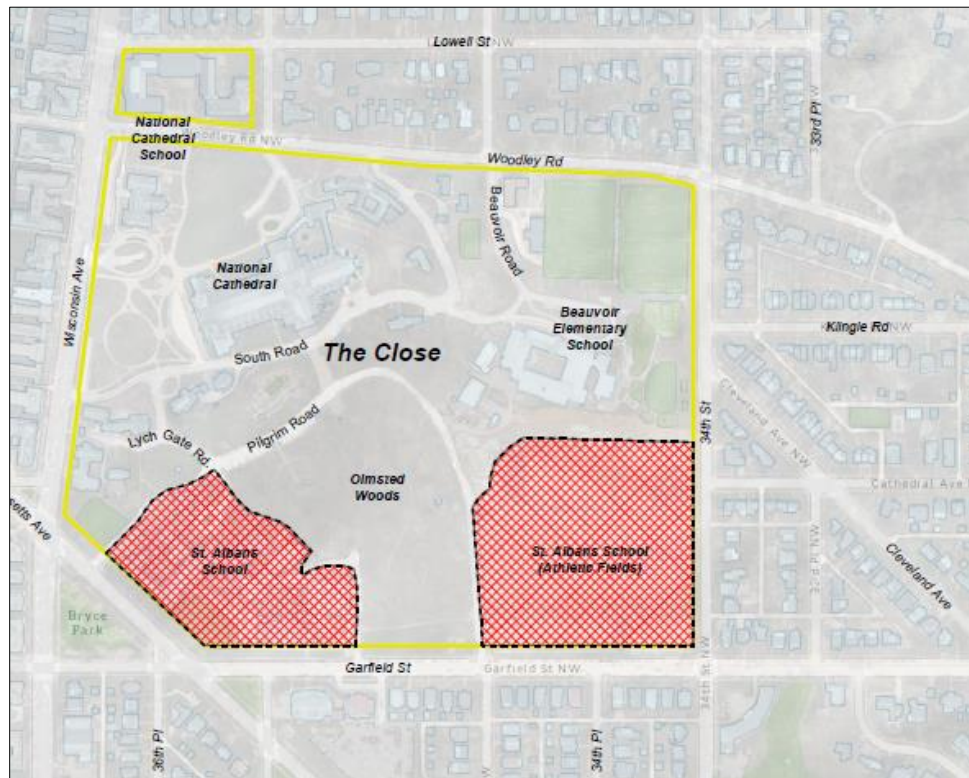 Lowell St
NW
National
Cathedral
School
Woodley Rd NW
Woodley Rd
33rd Pl
Beauvoir Road
National
Cathedral
Wisconsin Ave
Beauvoir
Elementary
School
Klingle Rd
NW
South Road
The Close
34th St
Cleveland Ave NW
Lych Gate Rd.
Pilgrim Road
Olmsted
Woods
Cathedral Ave
setts Ave
St. Albans
School
St. Albans School
(Athletic Fields)
Cleveland Ave
Bryce
Park
Garfield St
Garfield St NW
34th St NW
36th Pl
34th Pl
W